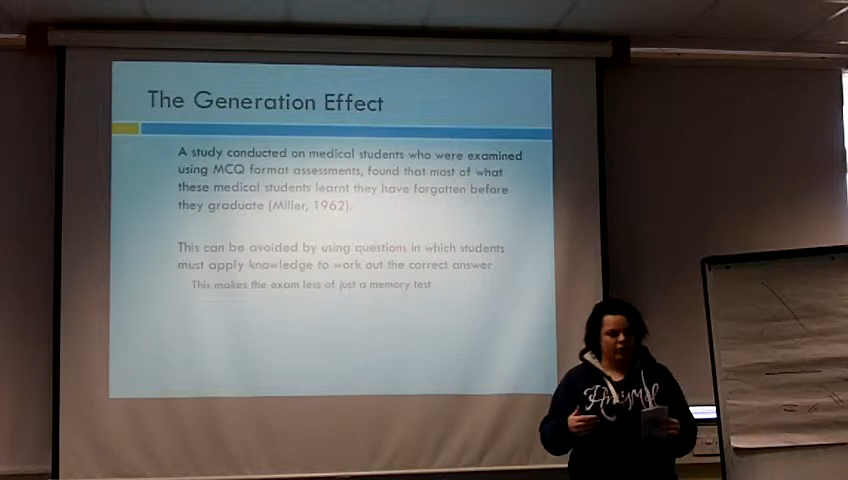 The Generation Effect
A study conducted on medical students who were examined
using MCQ format assessments, found that most of what
these medical students learnt they have forgotten before
they graduate (Miller, 1962).
This can be avoided by using questions in which students
must apply knowledge to work out the correct answer
This makes the exam less of just a memory test